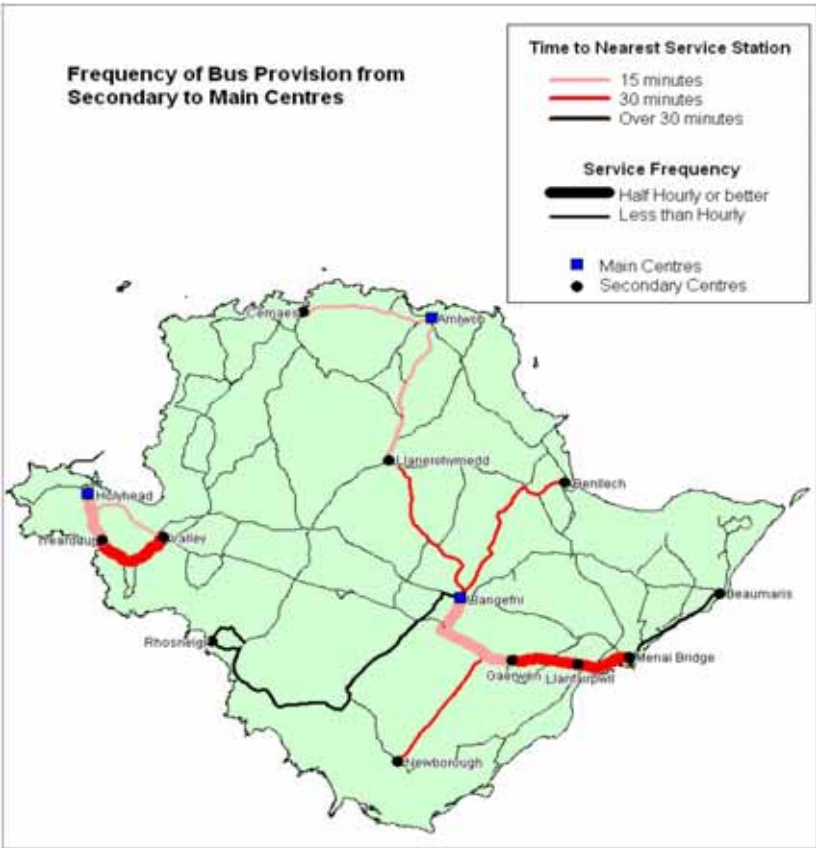 Frequency of Bus Provision from
Secondary to Main Centres
Time to Nearest Service Station
15 minutes
30 minutes
Over 30 minutes
Service Frequency
Half Hourly or better
Less than Hourly
Main Centres
Secondary Centres
Cemaes
Amlwch
Llanerchymedd
Benllech
Holyhead
Valley
Llangefni
Beaumaris
Rhosneigr
Menai Bridge
Gaerwen
Llanfairpwll
Newborough